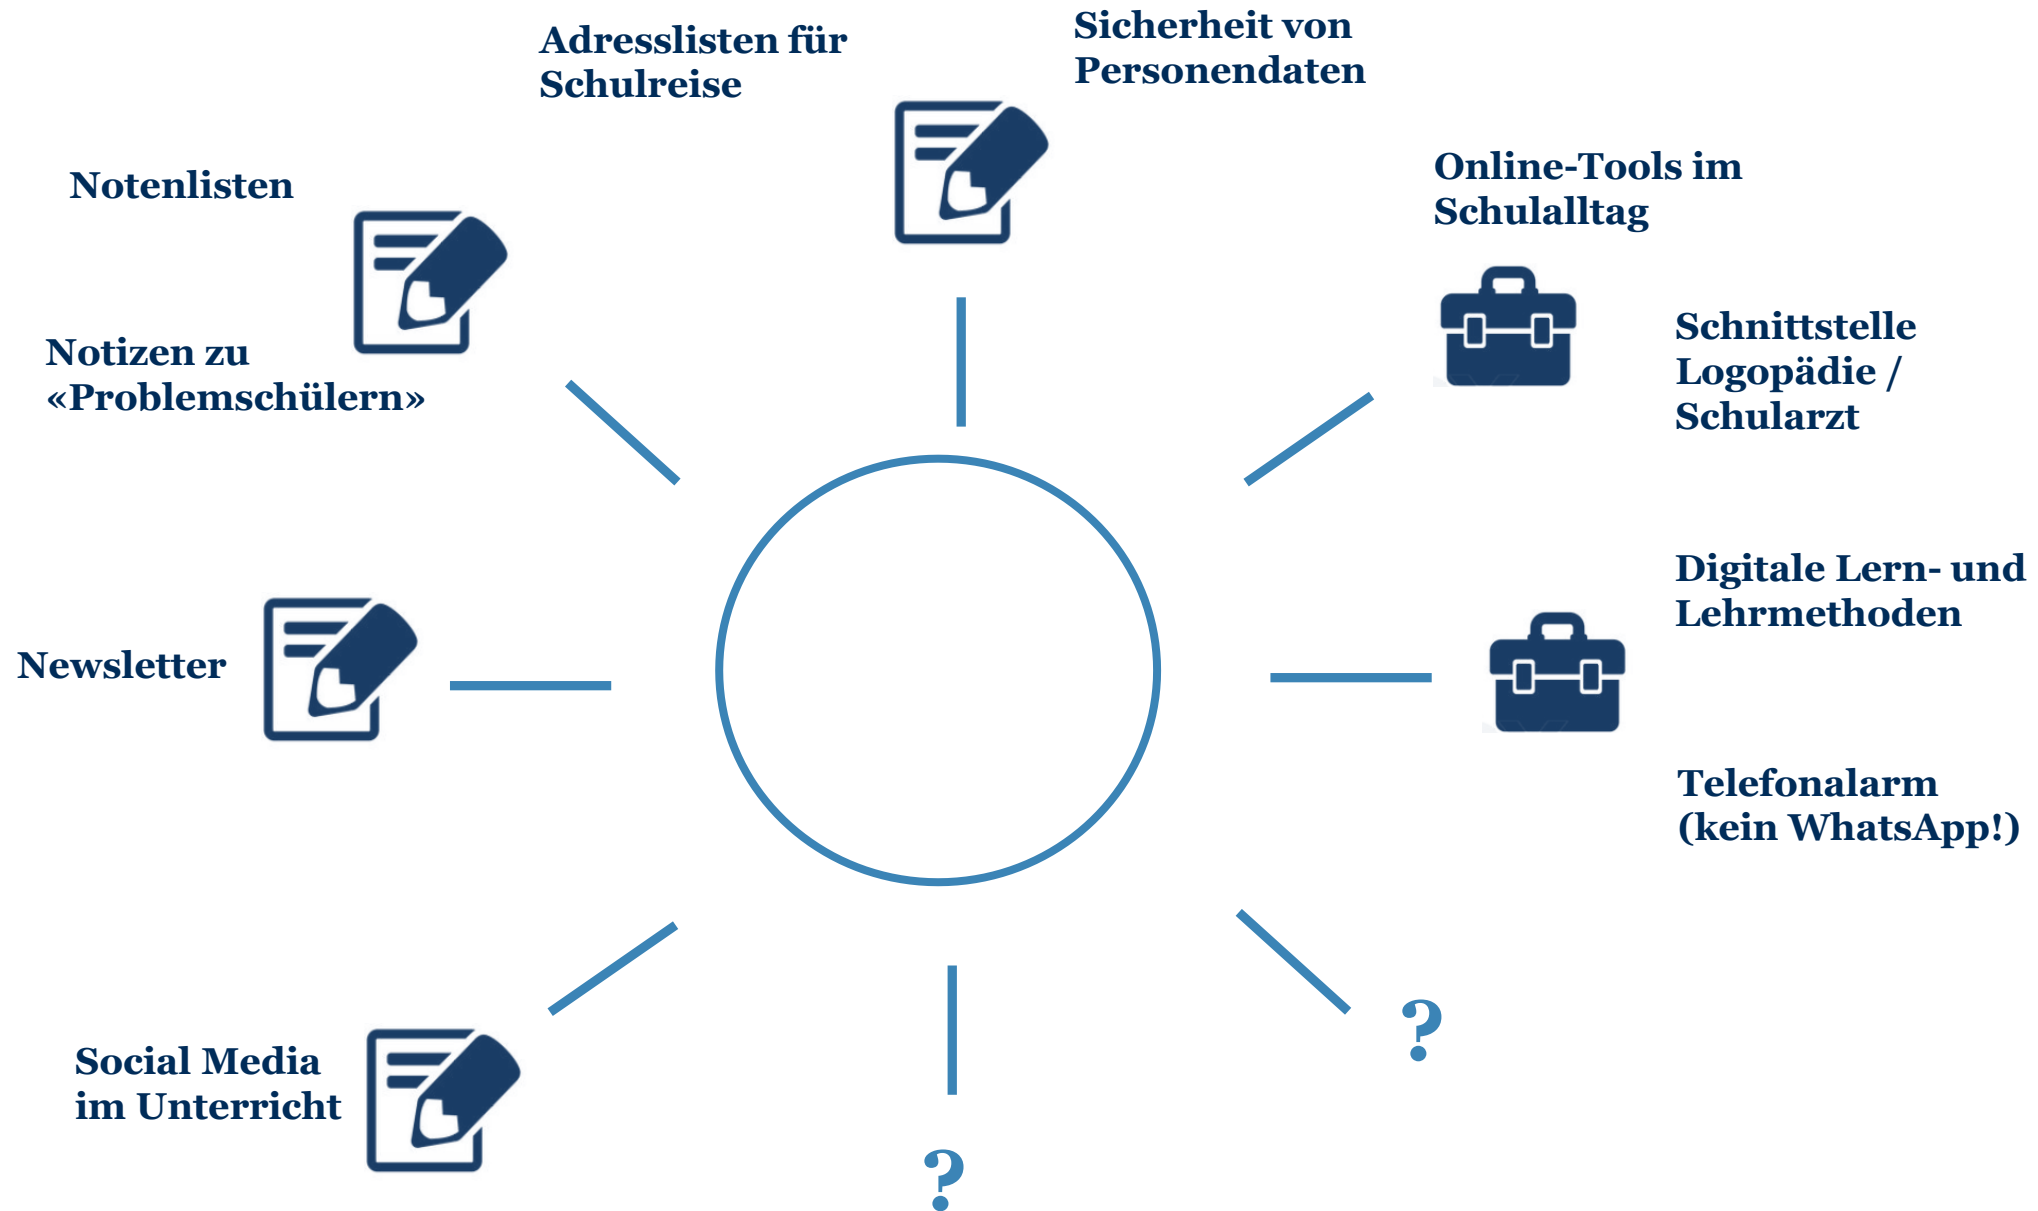 Adresslisten für
Schulreise
Sicherheit von
Personendaten
Notenlisten
Online-Tools im
Schulalltag
Notizen zu
«Problemschülern»
Schnittstelle
Logopädie /
Schularzt
Newsletter
Digitale Lern- und
Lehrmethoden
Telefonalarm
(kein WhatsApp!)
Social Media
im Unterricht
?
?